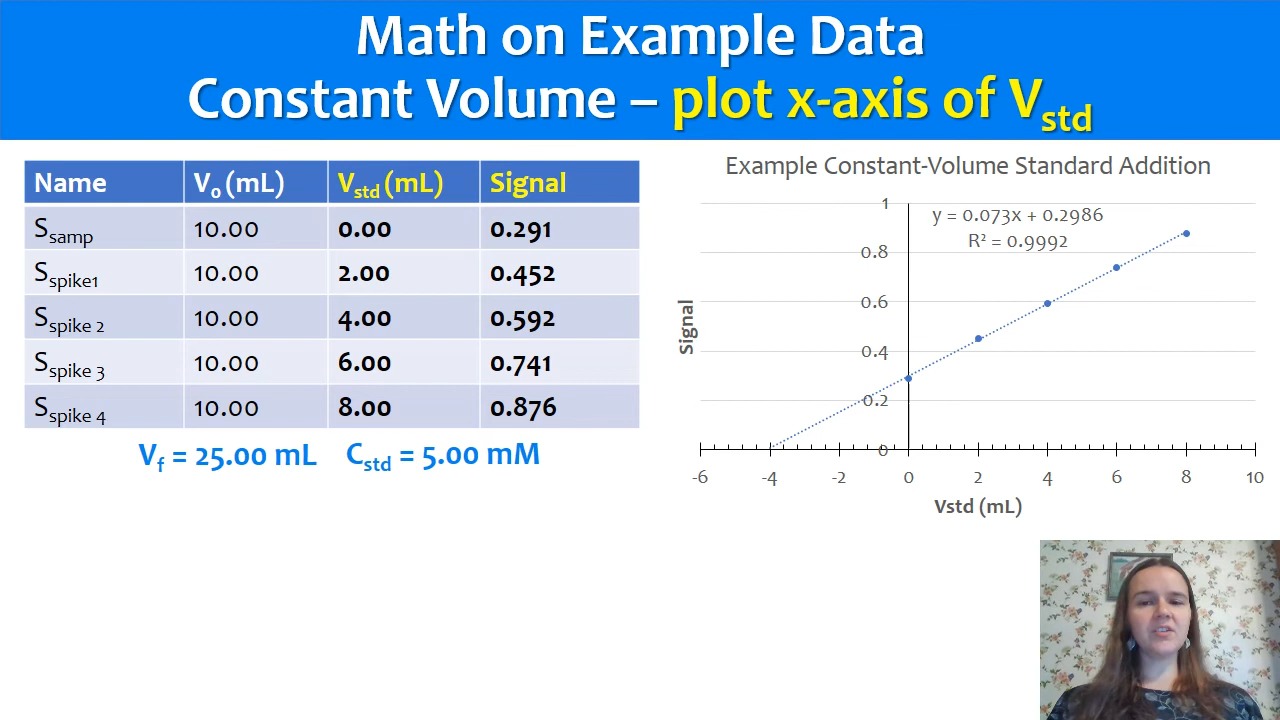 Math on Example Data
Constant Volume – plot x-axis of Vstd
Name V0 (mL) Vstd (mL) Signal
Ssamp 10.00 0.00 0.291
Sspike1 10.00 2.00 0.452
Sspike 2 10.00 4.00 0.592
Sspike 3 10.00 6.00 0.741
Sspike 4 10.00 8.00 0.876
Vf = 25.00 mL Cstd = 5.00 mM
Example Constant-Volume Standard Addition
y = 0.073x + 0.2986
R² = 0.9992
1
0.8
0.6
0.4
0.2
0
Signal
-6 -4 -2 0 2 4 6 8 10
Vstd (mL)